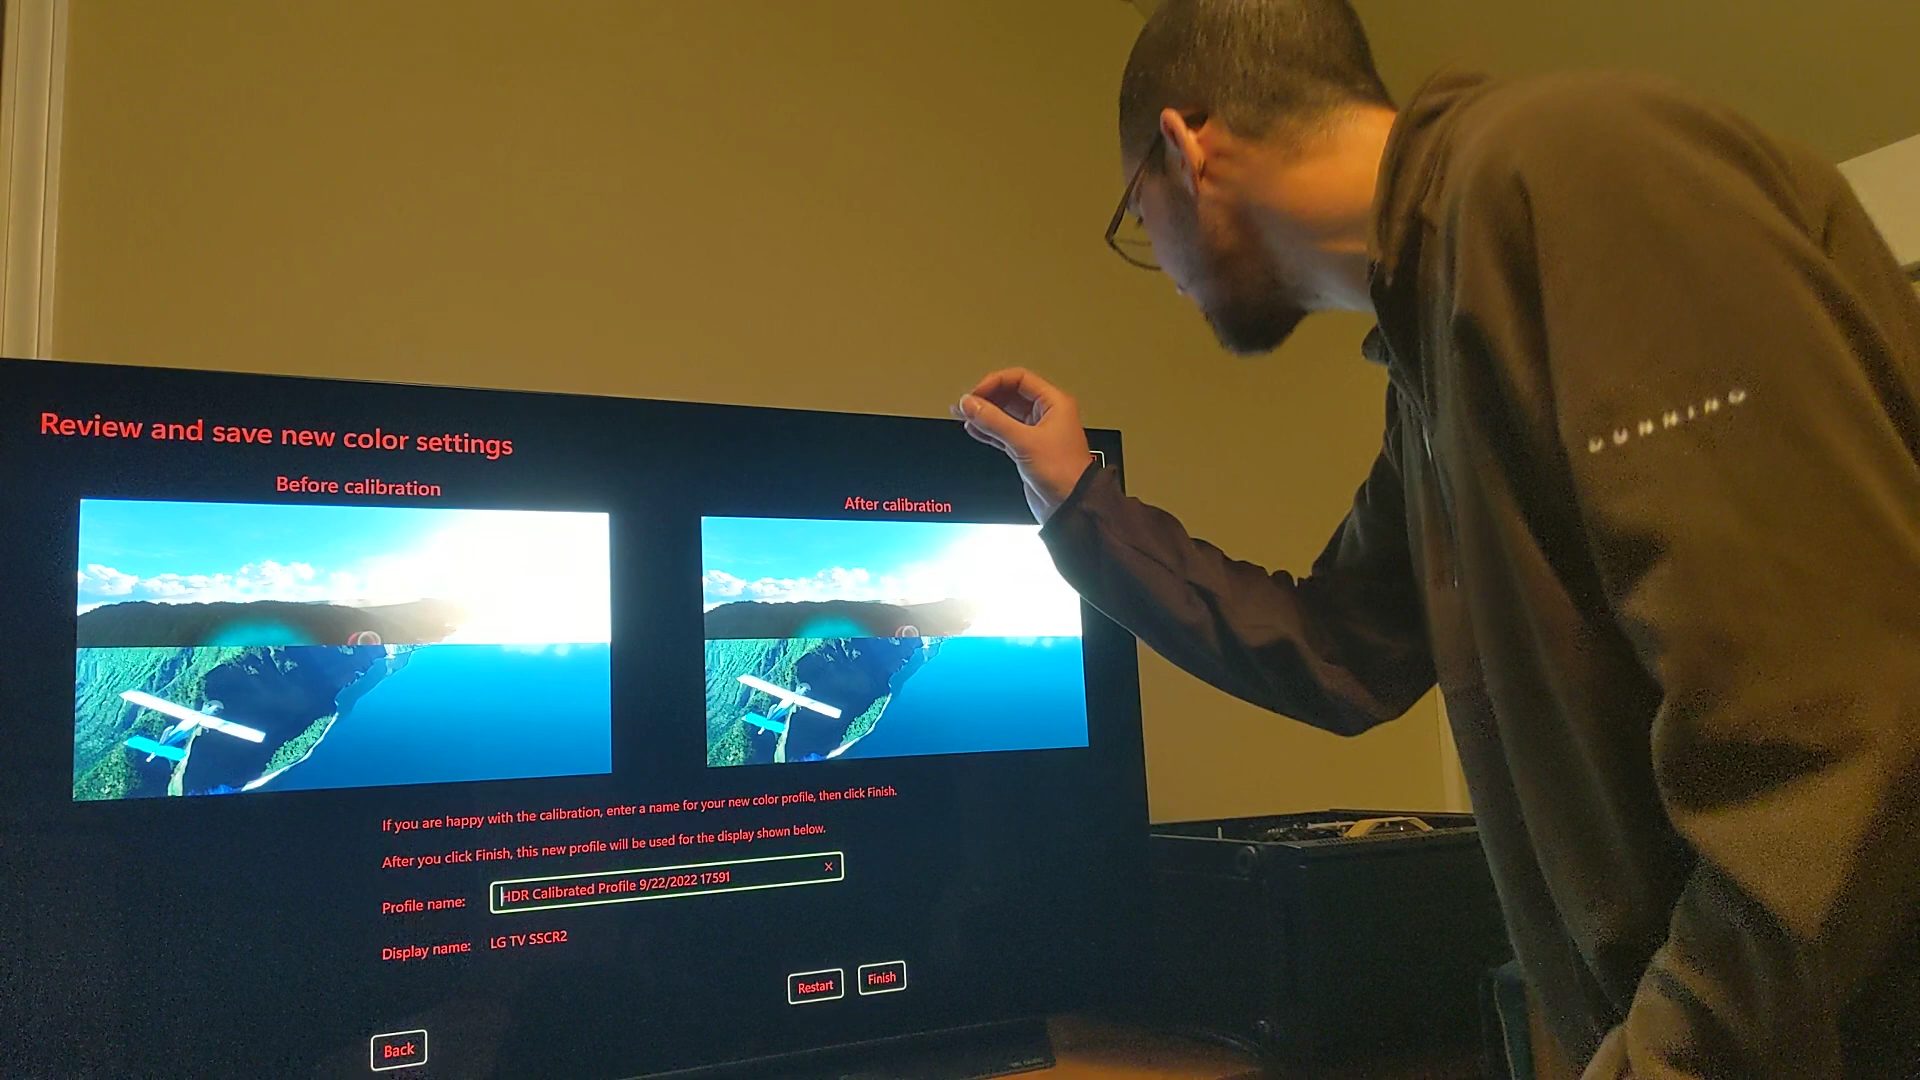 Review and save new color settings
Before calibration
After calibration
If you are happy with the calibration, enter a name for your new color profile, then click Finish.
After you click Finish, this new profile will be used for the display shown below.
Profile name:
HDR Calibrated Profile 9/22/2022 17591
Display name:
LG TV SSCR2
Restart
Finish
Back
DUNNING